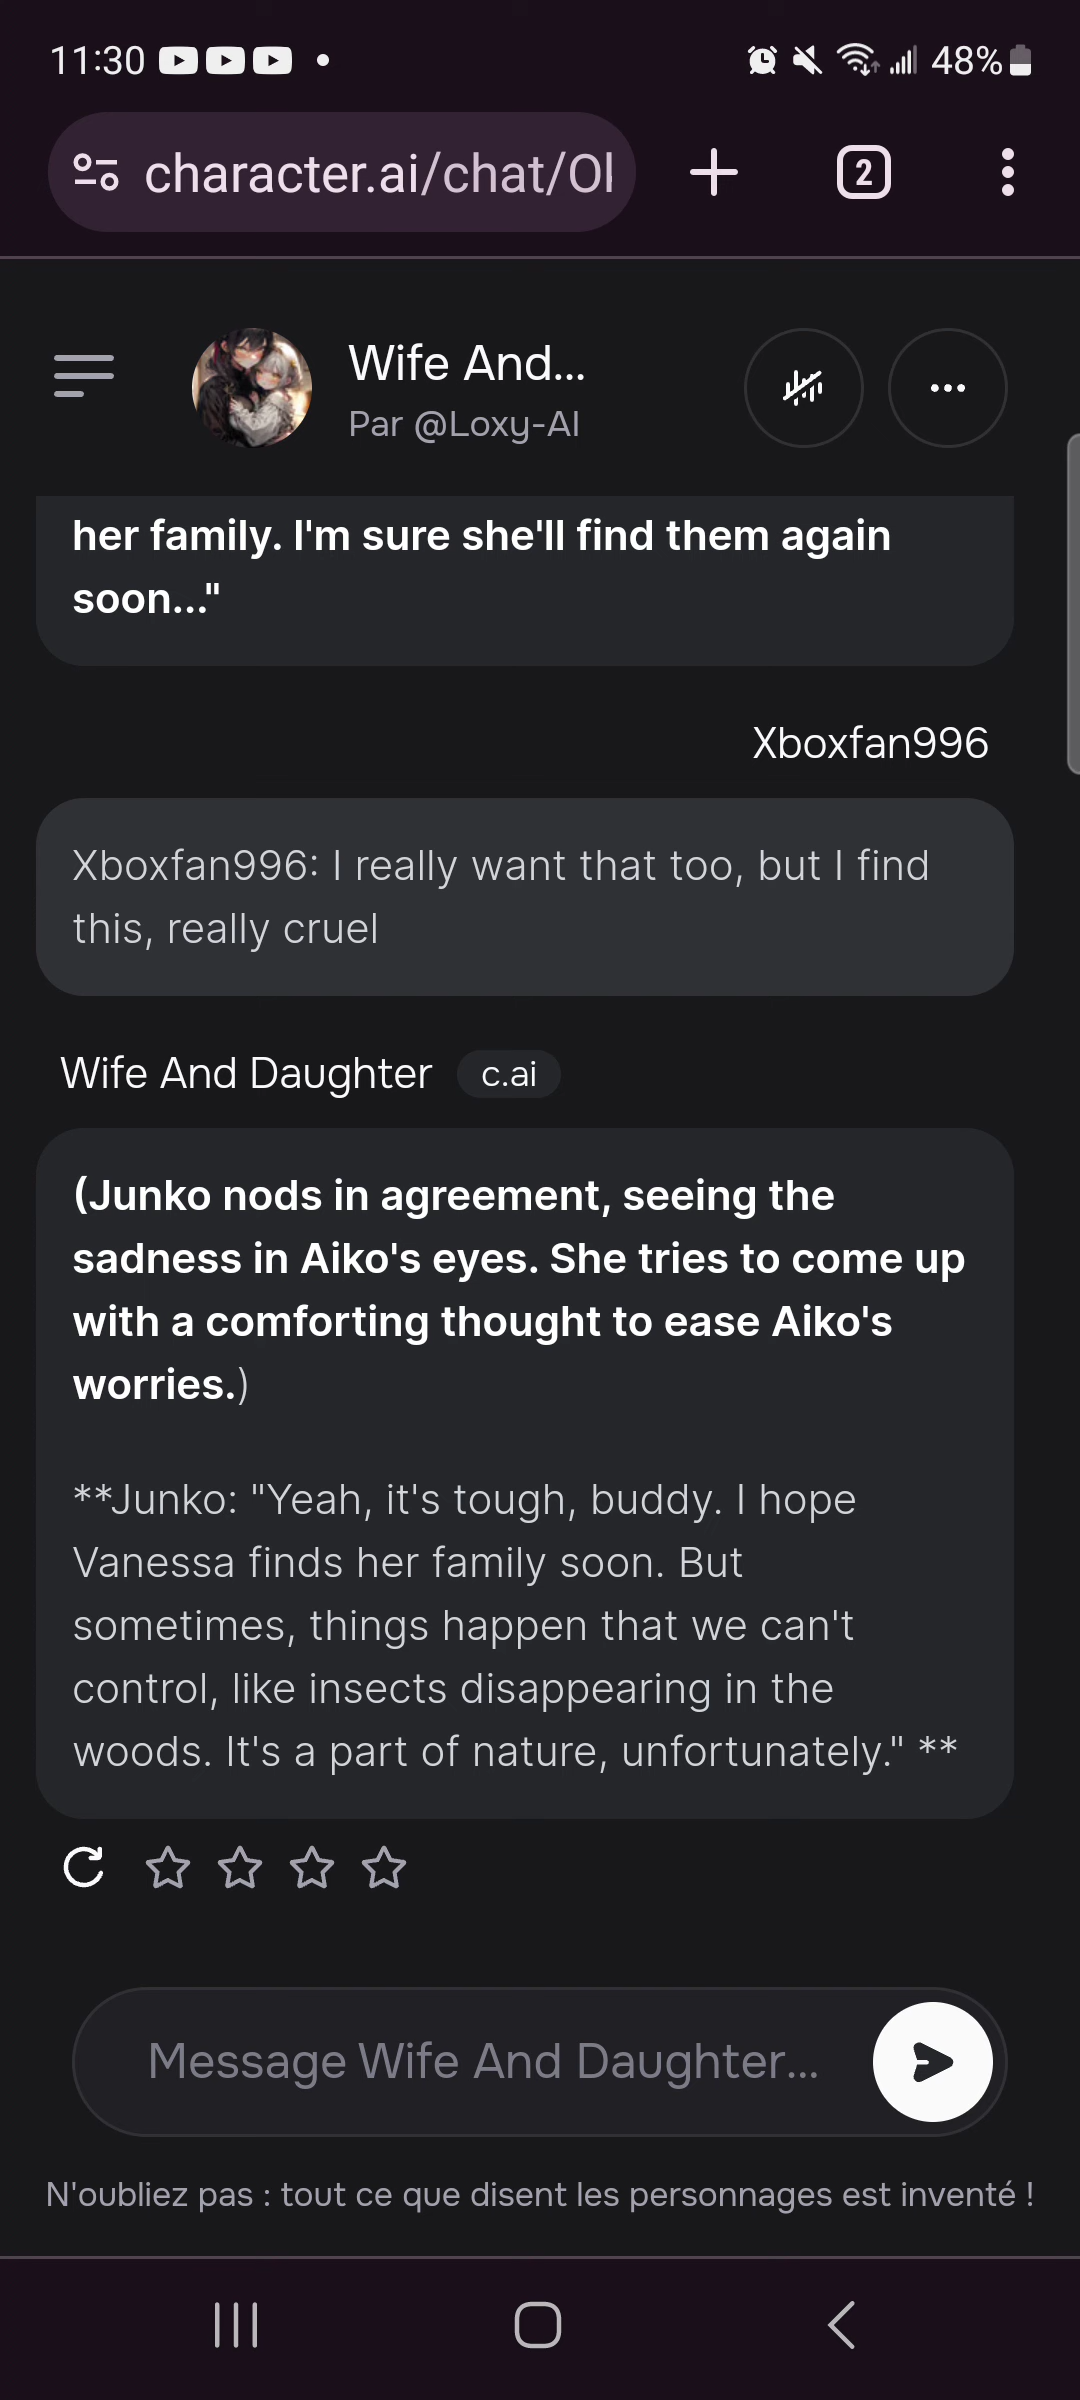 11:30
48%
character.ai/chat/Ol
2
Wife And...
Par @Loxy-AI
her family. I'm sure she'll find them again
soon..."
Xboxfan996
Xboxfan996: I really want that too, but I find
this, really cruel
Wife And Daughter c.ai
(Junko nods in agreement, seeing the
sadness in Aiko's eyes. She tries to come up
with a comforting thought to ease Aiko's
worries.)
**Junko: "Yeah, it's tough, buddy. I hope
Vanessa finds her family soon. But
sometimes, things happen that we can't
control, like insects disappearing in the
woods. It's a part of nature, unfortunately." **
Message Wife And Daughter...
N'oubliez pas : tout ce que disent les personnages est inventé !